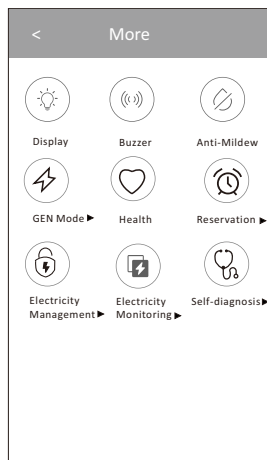 < More
Display Buzzer Anti-Mildew
GEN Mode ▶ Health Reservation ▶
Electricity Electricity Self-diagnosis ▶
Management ▶ Monitoring ▶